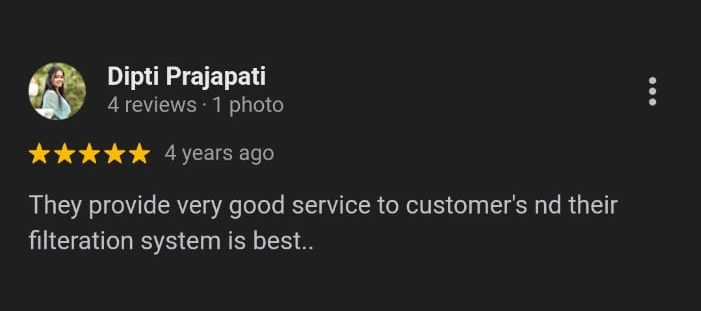 Dipti Prajapati
4 reviews · 1 photo
4 years ago
They provide very good service to customer's nd their
filteration system is best..